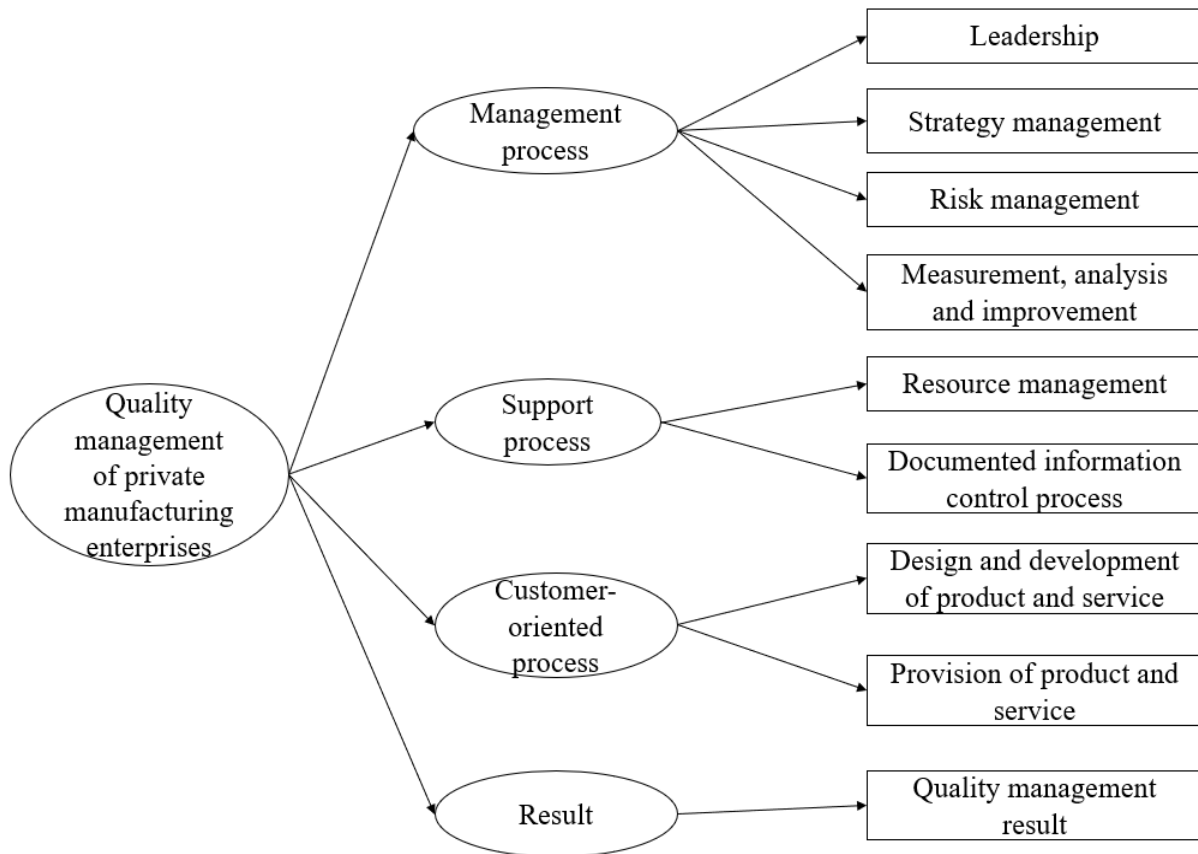 Quality
management
of private
manufacturing
enterprises
Management
process
Support
process
Customer-
oriented
process
Result
Leadership
Strategy management
Risk management
Measurement, analysis
and improvement
Resource management
Documented information
control process
Design and development
of product and service
Provision of product and
service
Quality management
result